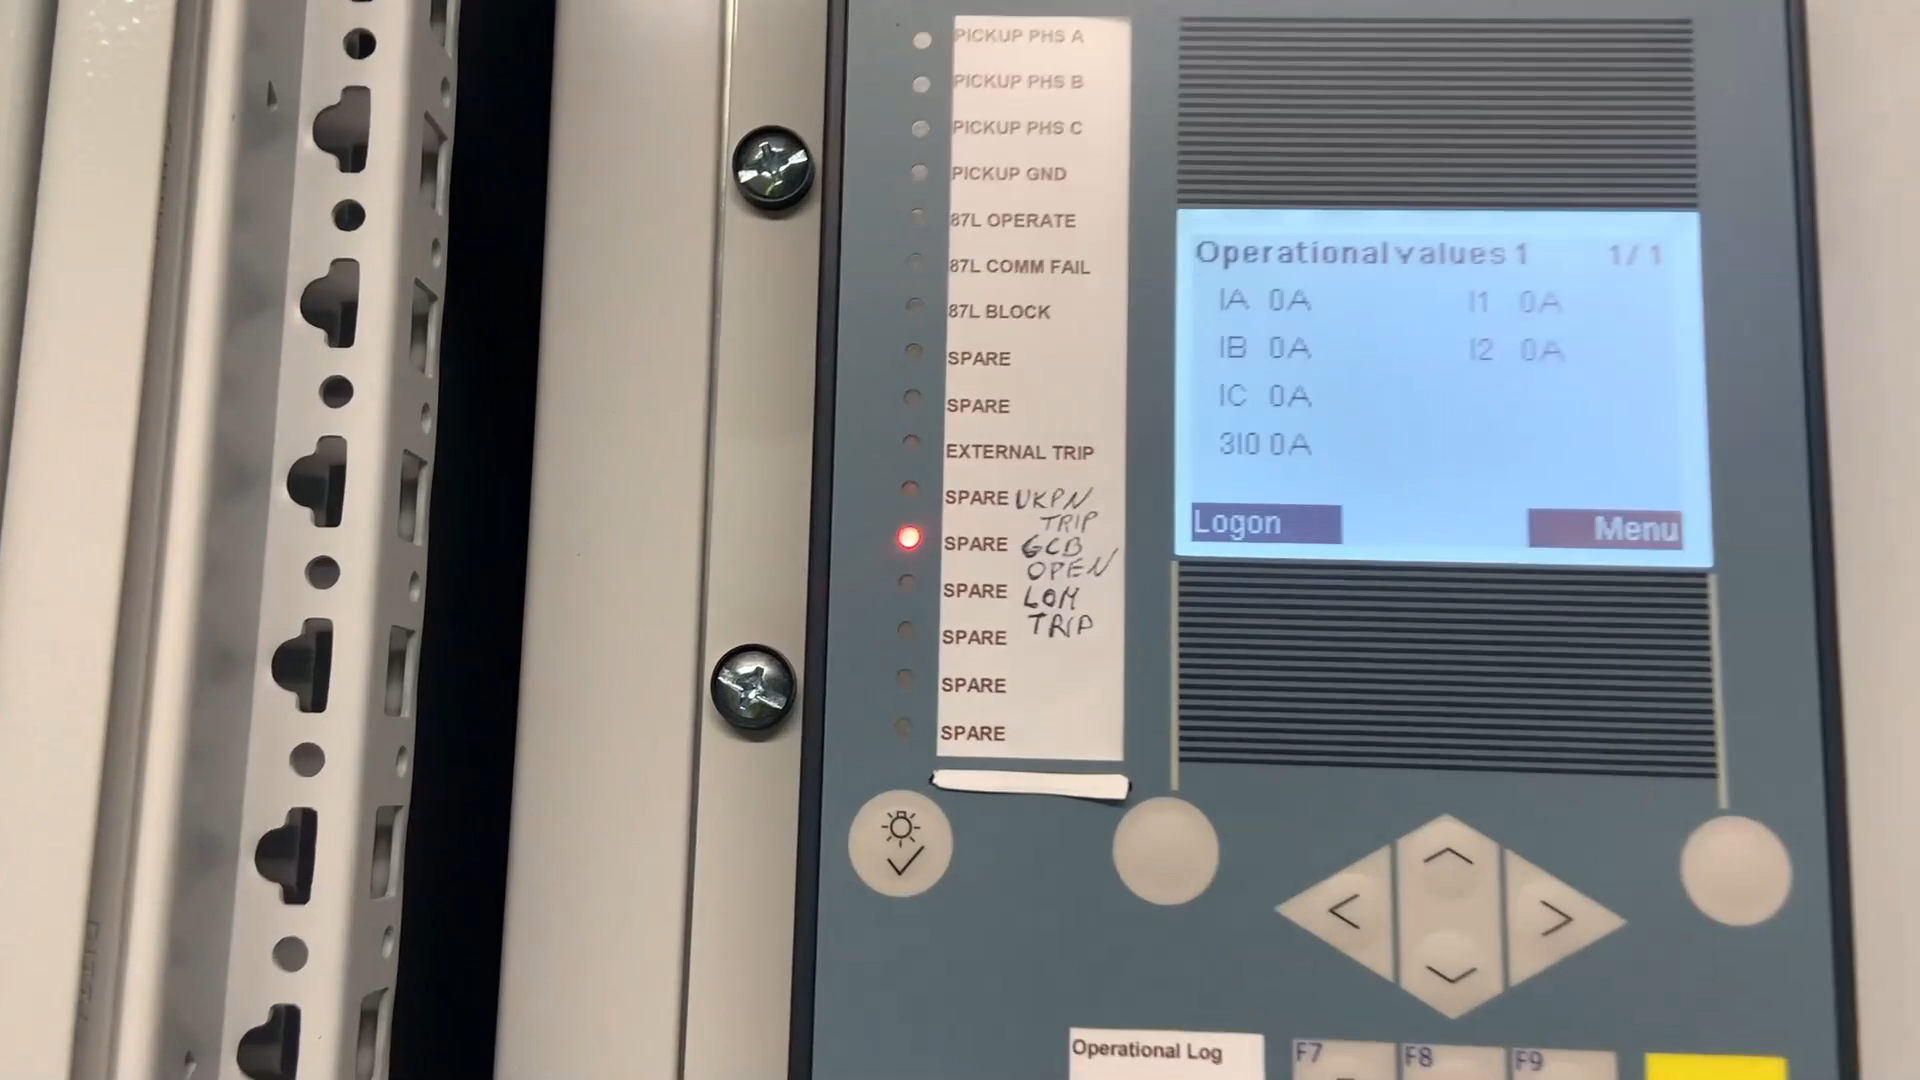 PICKUP PHS A
PICKUP PHS B
PICKUP PHS C
PICKUP GND
87L OPERATE
87L COMM FAIL
87L BLOCK
SPARE
SPARE
EXTERNAL TRIP
SPARE UKPN
TRIP
SPARE GCB
OPEN
SPARE LOM
TRIP
SPARE
SPARE
SPARE
Operational values 1 1/1
IA 0A I1 0A
IB 0A I2 0A
IC 0A
3I0 0A
Logon Menu
Operational Log
F7 F8 F9